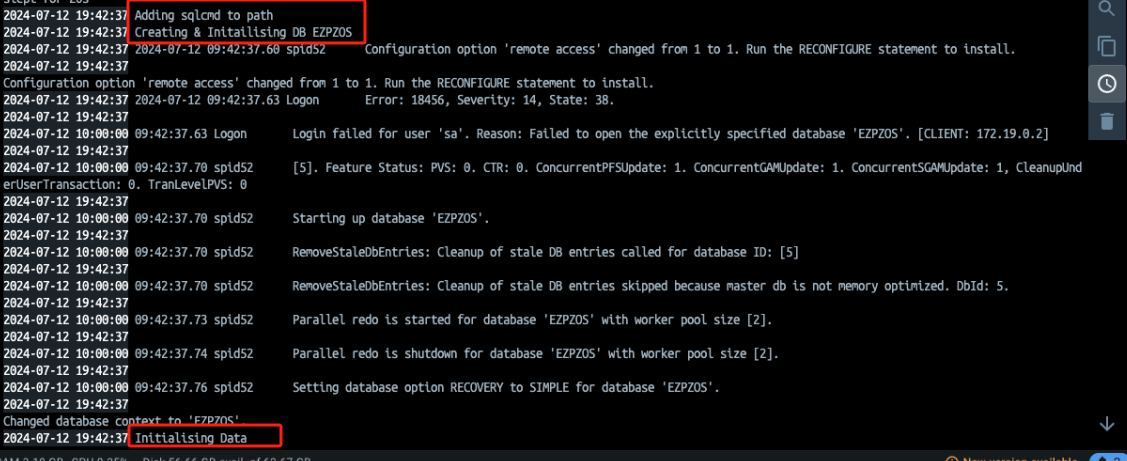 2024-07-12 19:42:37 Adding sqlcmd to path
2024-07-12 19:42:37 Creating & Initailising DB EZPZOS
2024-07-12 19:42:37 2024-07-12 09:42:37.60 spid52 Configuration option 'remote access' changed from 1 to 1. Run the RECONFIGURE statement to install.
2024-07-12 19:42:37
Configuration option 'remote access' changed from 1 to 1. Run the RECONFIGURE statement to install.
2024-07-12 19:42:37 2024-07-12 09:42:37.63 Logon Error: 18456, Severity: 14, State: 38.
2024-07-12 19:42:37
2024-07-12 10:00:00 09:42:37.63 Logon Login failed for user 'sa'. Reason: Failed to open the explicitly specified database 'EZPZOS'. [CLIENT: 172.19.0.2]
2024-07-12 19:42:37
2024-07-12 10:00:00 09:42:37.70 spid52 [5]. Feature Status: PVS: 0. CTR: 0. ConcurrentPFSUpdate: 1. ConcurrentGAMUpdate: 1. ConcurrentSGAMUpdate: 1, CleanupUnd
erUserTransaction: 0. TranLevelPVS: 0
2024-07-12 19:42:37
2024-07-12 10:00:00 09:42:37.70 spid52 Starting up database 'EZPZOS'.
2024-07-12 19:42:37
2024-07-12 10:00:00 09:42:37.70 spid52 RemoveStaleDbEntries: Cleanup of stale DB entries called for database ID: [5]
2024-07-12 19:42:37
2024-07-12 10:00:00 09:42:37.70 spid52 RemoveStaleDbEntries: Cleanup of stale DB entries skipped because master db is not memory optimized. DbId: 5.
2024-07-12 19:42:37
2024-07-12 10:00:00 09:42:37.73 spid52 Parallel redo is started for database 'EZPZOS' with worker pool size [2].
2024-07-12 19:42:37
2024-07-12 10:00:00 09:42:37.74 spid52 Parallel redo is shutdown for database 'EZPZOS' with worker pool size [2].
2024-07-12 19:42:37
2024-07-12 10:00:00 09:42:37.76 spid52 Setting database option RECOVERY to SIMPLE for database 'EZPZOS'.
2024-07-12 19:42:37
Changed database context to 'EZPZOS'.
2024-07-12 19:42:37 Initialising Data